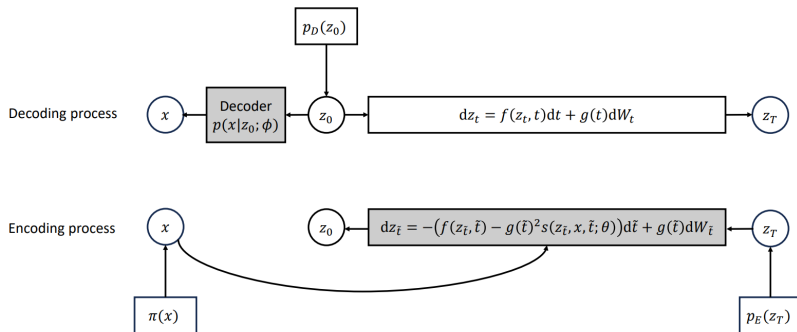 p_D(z_0)
Decoding process
x
Decoder
p(x|z_0; ϕ)
z_0
dz_t = f(z_t, t)dt + g(t)dW_t
z_T
Encoding process
x
z_0
dz_t̃ = −(f(z_t̃, t̃) − g(t̃)²s(z_t̃, x, t̃; θ))dt̃ + g(t̃)dW_t̃
z_T
π(x)
p_E(z_T)